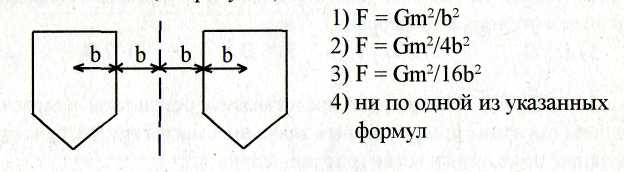 b b b b
1) F = Gm²/b²
2) F = Gm²/4b²
3) F = Gm²/16b²
4) ни по одной из указанных
формул